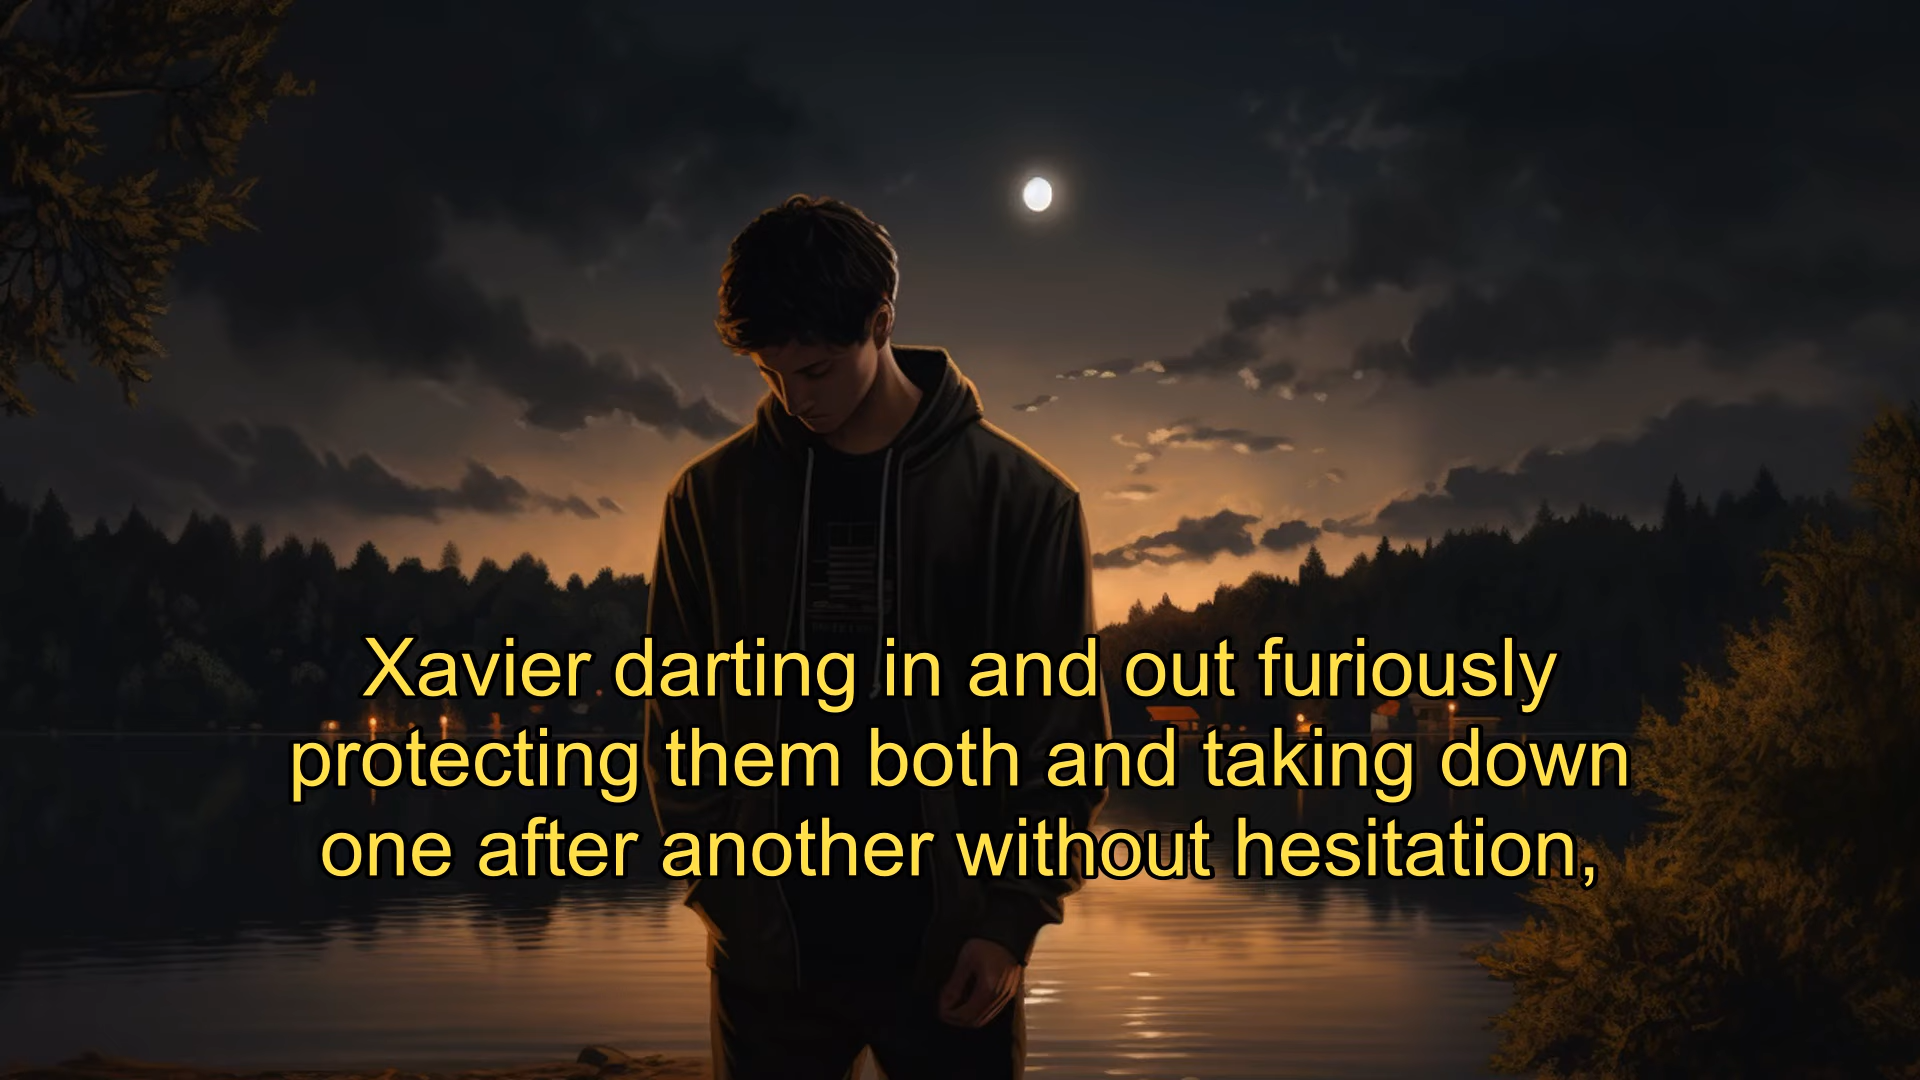 Xavier darting in and out furiously
protecting them both and taking down
one after another without hesitation,